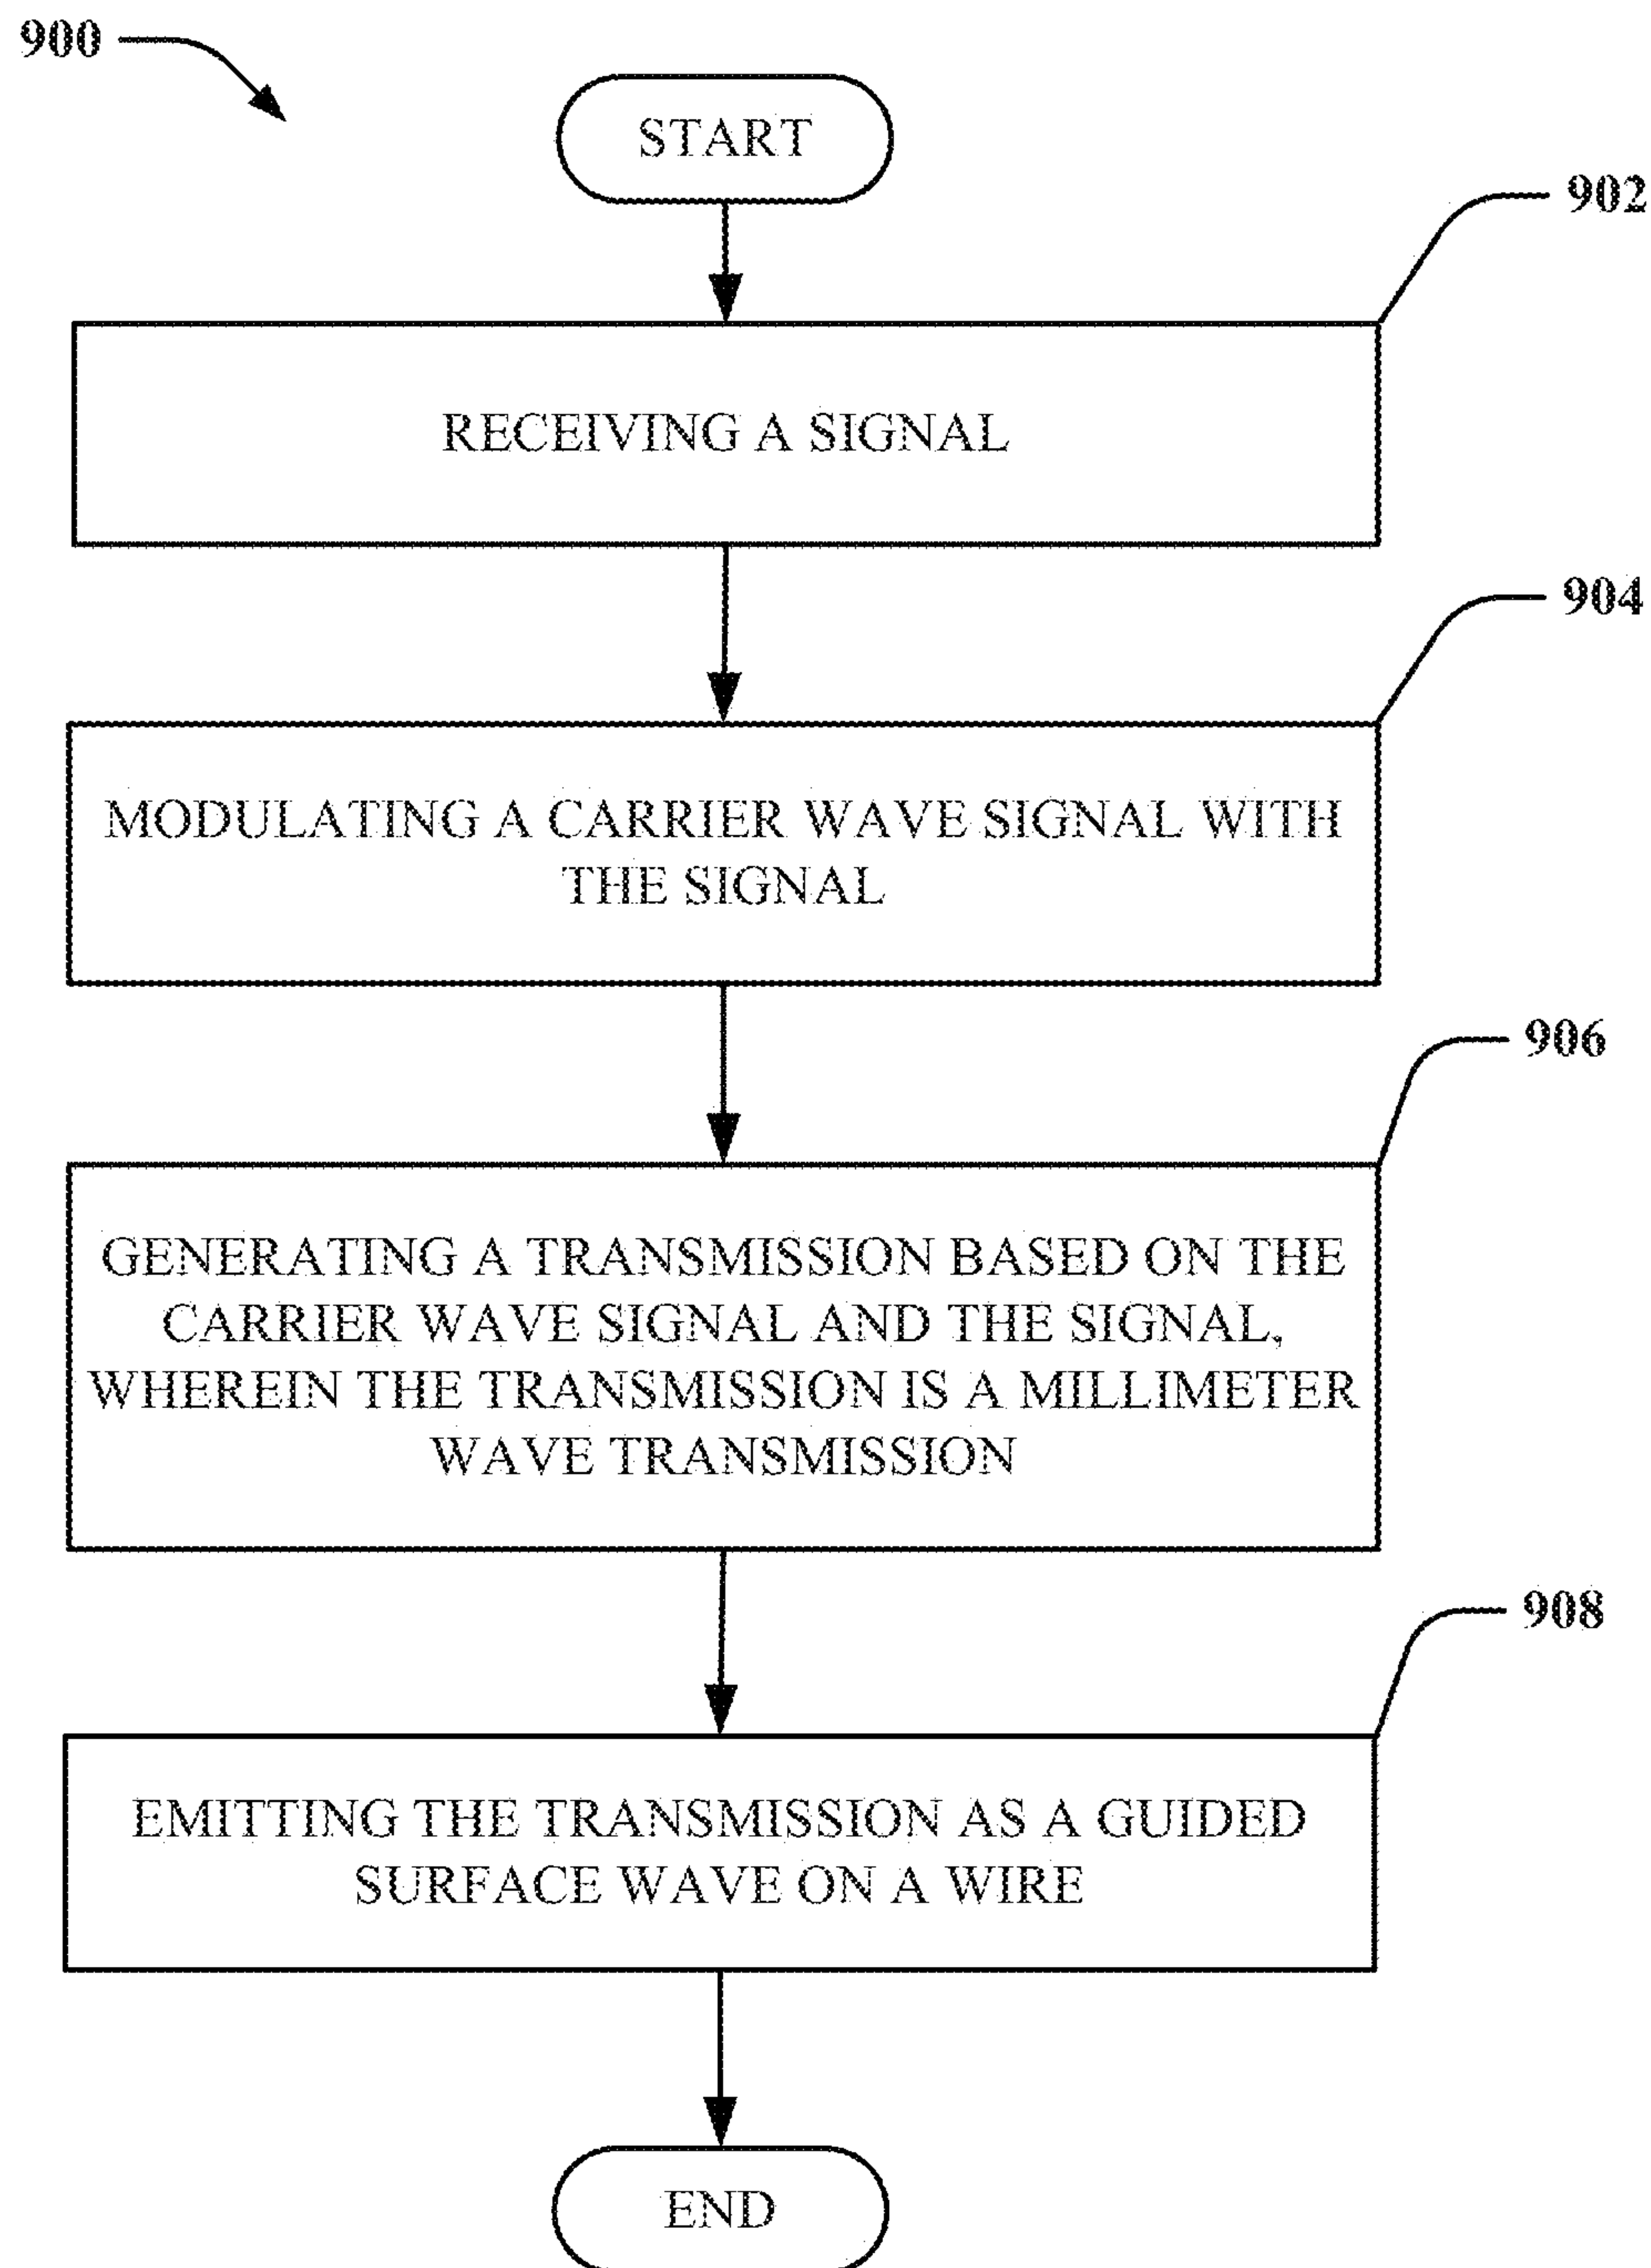 900
START
902
RECEIVING A SIGNAL
904
MODULATING A CARRIER WAVE SIGNAL WITH
THE SIGNAL
906
GENERATING A TRANSMISSION BASED ON THE
CARRIER WAVE SIGNAL AND THE SIGNAL,
WHEREIN THE TRANSMISSION IS A MILLIMETER
WAVE TRANSMISSION
908
EMITTING THE TRANSMISSION AS A GUIDED
SURFACE WAVE ON A WIRE
END